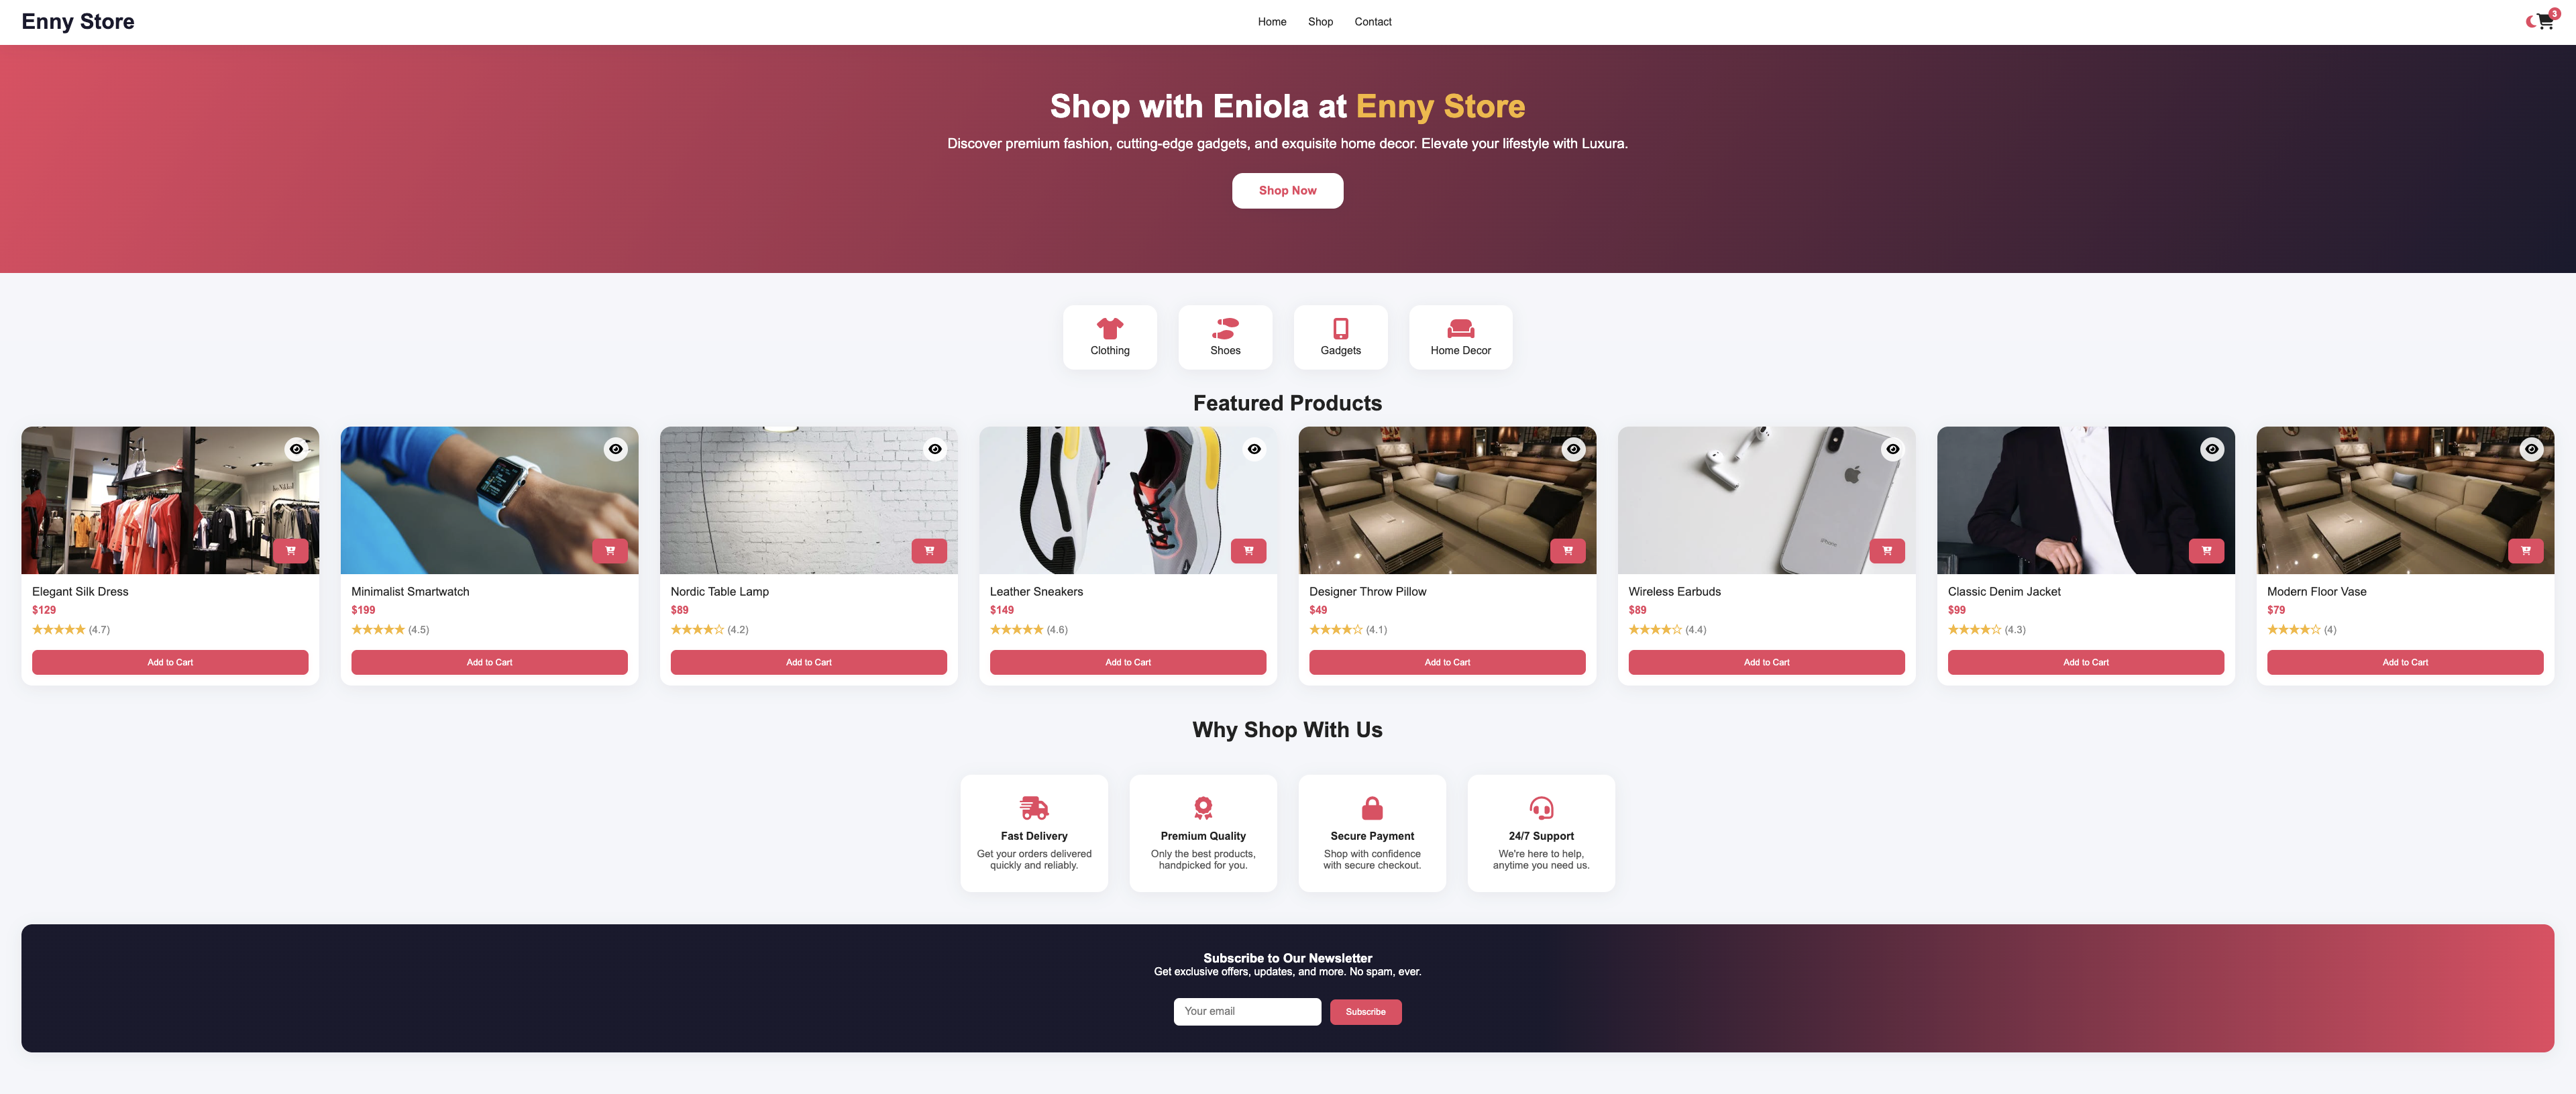 Enny Store
Home
Shop
Contact
3
Shop with Eniola at Enny Store
Discover premium fashion, cutting-edge gadgets, and exquisite home decor. Elevate your lifestyle with Luxura.
Shop Now
Clothing
Shoes
Gadgets
Home Decor
Featured Products
Elegant Silk Dress
$129
(4.7)
Add to Cart
Minimalist Smartwatch
$199
(4.5)
Add to Cart
Nordic Table Lamp
$89
(4.2)
Add to Cart
Leather Sneakers
$149
(4.6)
Add to Cart
Designer Throw Pillow
$49
(4.1)
Add to Cart
iPhone
Wireless Earbuds
$89
(4.4)
Add to Cart
Classic Denim Jacket
$99
(4.3)
Add to Cart
Modern Floor Vase
$79
(4)
Add to Cart
Why Shop With Us
Fast Delivery
Get your orders delivered
quickly and reliably.
Premium Quality
Only the best products,
handpicked for you.
Secure Payment
Shop with confidence
with secure checkout.
24/7 Support
We're here to help,
anytime you need us.
Subscribe to Our Newsletter
Get exclusive offers, updates, and more. No spam, ever.
Your email
Subscribe